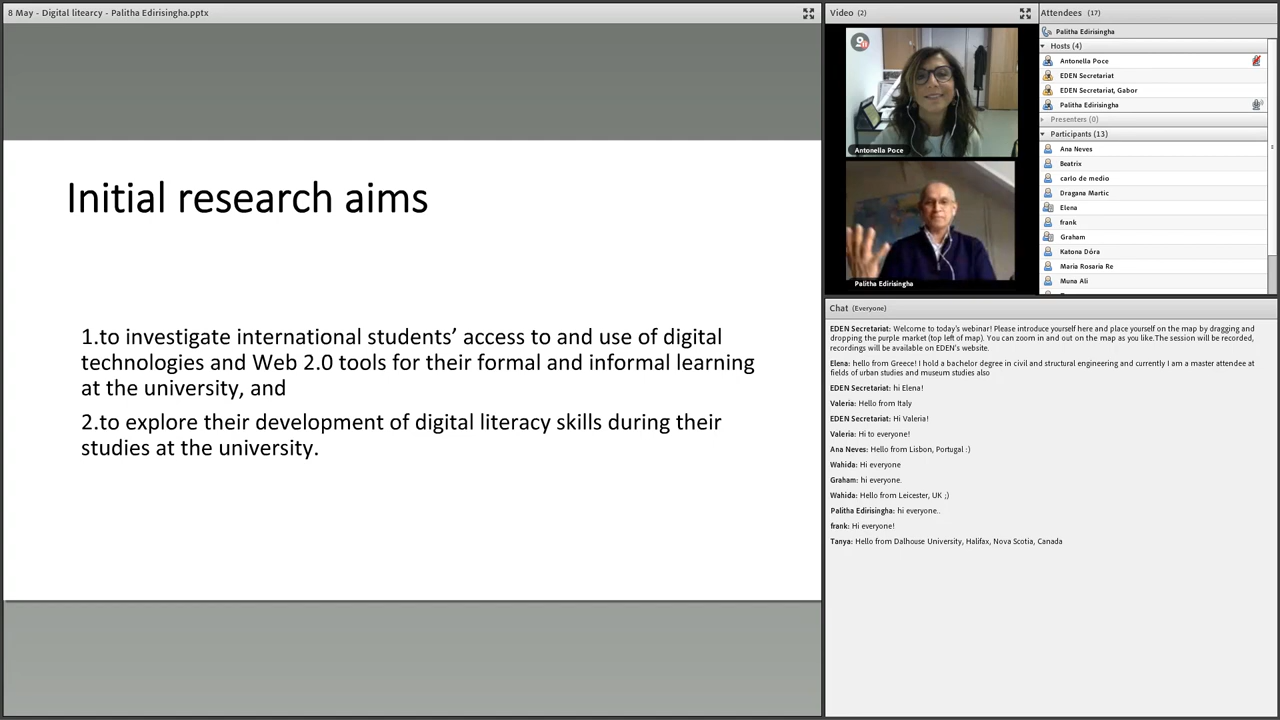 8 May - Digital litearcy - Palitha Edirisingha.pptx
Initial research aims
1.to investigate international students’ access to and use of digital
technologies and Web 2.0 tools for their formal and informal learning
at the university, and
2.to explore their development of digital literacy skills during their
studies at the university.
Video (2)
Antonella Poce
Palitha Edirisingha
Attendees (17)
Palitha Edirisingha
Hosts (4)
Antonella Poce
EDEN Secretariat
EDEN Secretariat, Gabor
Palitha Edirisingha
Presenters (0)
Participants (13)
Ana Neves
Beatrix
carlo de medio
Dragana Martic
Elena
frank
Graham
Katona Dóra
Maria Rosaria Re
Muna Ali
Chat (Everyone)
EDEN Secretariat: Welcome to today's webinar! Please introduce yourself here and place yourself on the map by dragging and
dropping the purple market (top left of map). You can zoom in and out on the map as you like.The session will be recorded,
recordings will be available on EDEN's website.
Elena: hello from Greece! I hold a bachelor degree in civil and structural engineering and currently I am a master attendee at
fields of urban studies and museum studies also
EDEN Secretariat: hi Elena!
Valeria: Hello from Italy
EDEN Secretariat: Hi Valeria!
Valeria: Hi to everyone!
Ana Neves: Hello from Lisbon, Portugal :)
Wahida: Hi everyone
Graham: hi everyone.
Wahida: Hello from Leicester, UK ;)
Palitha Edirisingha: hi everyone..
frank: Hi everyone!
Tanya: Hello from Dalhouse University, Halifax, Nova Scotia, Canada